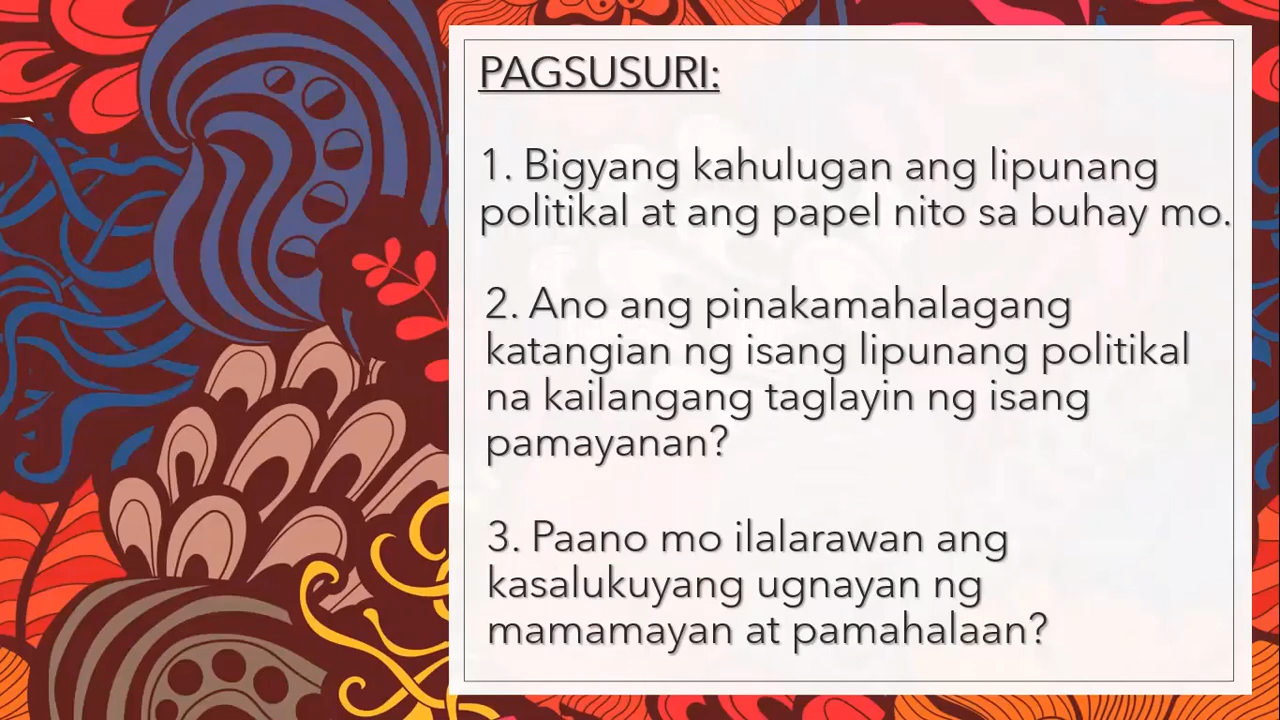 PAGSUSURI:
1. Bigyang kahulugan ang lipunang
politikal at ang papel nito sa buhay mo.
2. Ano ang pinakamahalagang
katangian ng isang lipunang politikal
na kailangang taglayin ng isang
pamayanan?
3. Paano mo ilalarawan ang
kasalukuyang ugnayan ng
mamamayan at pamahalaan?